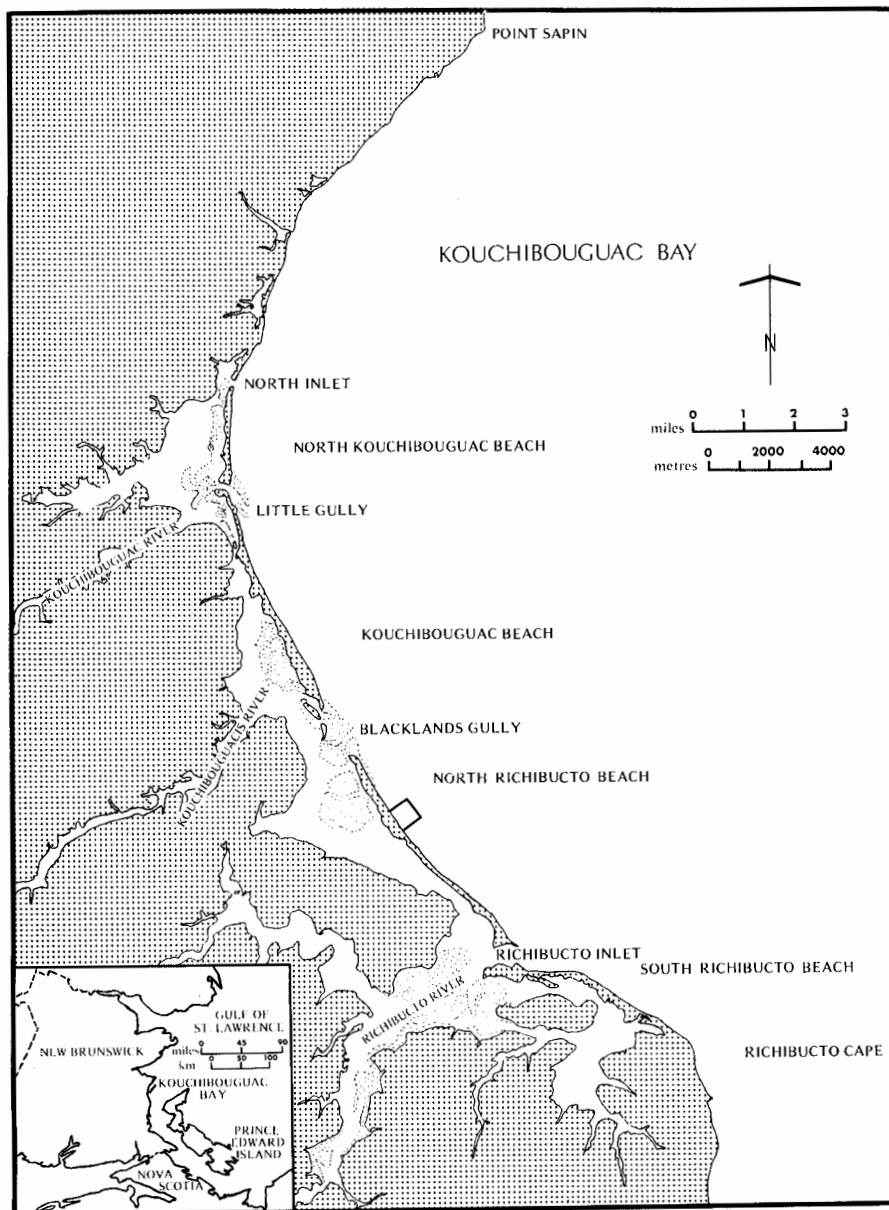 POINT SAPIN
KOUCHIBOUGUAC BAY
N
NORTH INLET
0 1 2 3
miles
NORTH KOUCHIBOUGUAC BEACH
metres
0 2000 4000
LITTLE GULLY
KOUCHIBOUGUAC RIVER
KOUCHIBOUGUAC BEACH
KOUCHIBOUGUACIS RIVER
BLACKLANDS GULLY
NORTH RICHIBUCTO BEACH
RICHIBUCTO INLET
SOUTH RICHIBUCTO BEACH
RICHIBUCTO RIVER
RICHIBUCTO CAPE
GULF OF
ST. LAWRENCE
NEW BRUNSWICK
miles
0 45 90
km
0 50 100
KOUCHIBOUGUAC
BAY
PRINCE
EDWARD
ISLAND
NOVA
SCOTIA